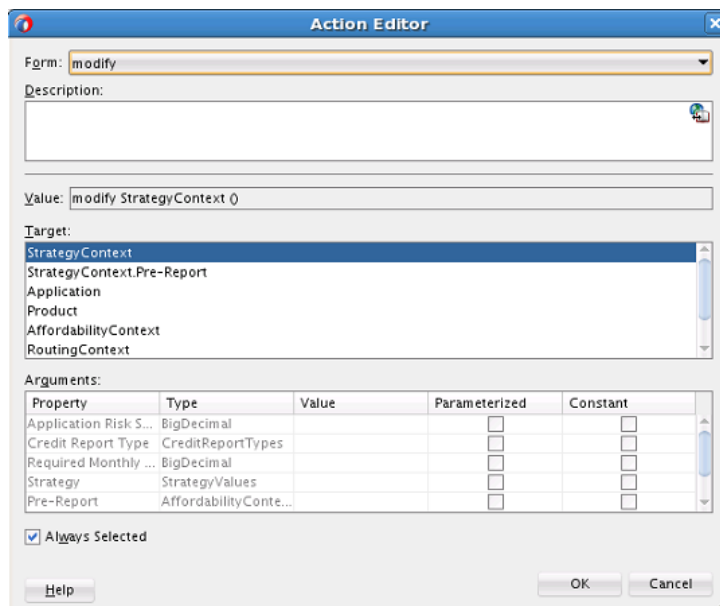 Action Editor
Form: modify
Description:
Value: modify StrategyContext ()
Target:
StrategyContext
StrategyContext.Pre-Report
Application
Product
AffordabilityContext
RoutingContext
Arguments:
Property Type Value Parameterized Constant
Application Risk S... BigDecimal
Credit Report Type CreditReportTypes
Required Monthly ... BigDecimal
Strategy StrategyValues
Pre-Report AffordabilityConte...
Always Selected
Help OK Cancel